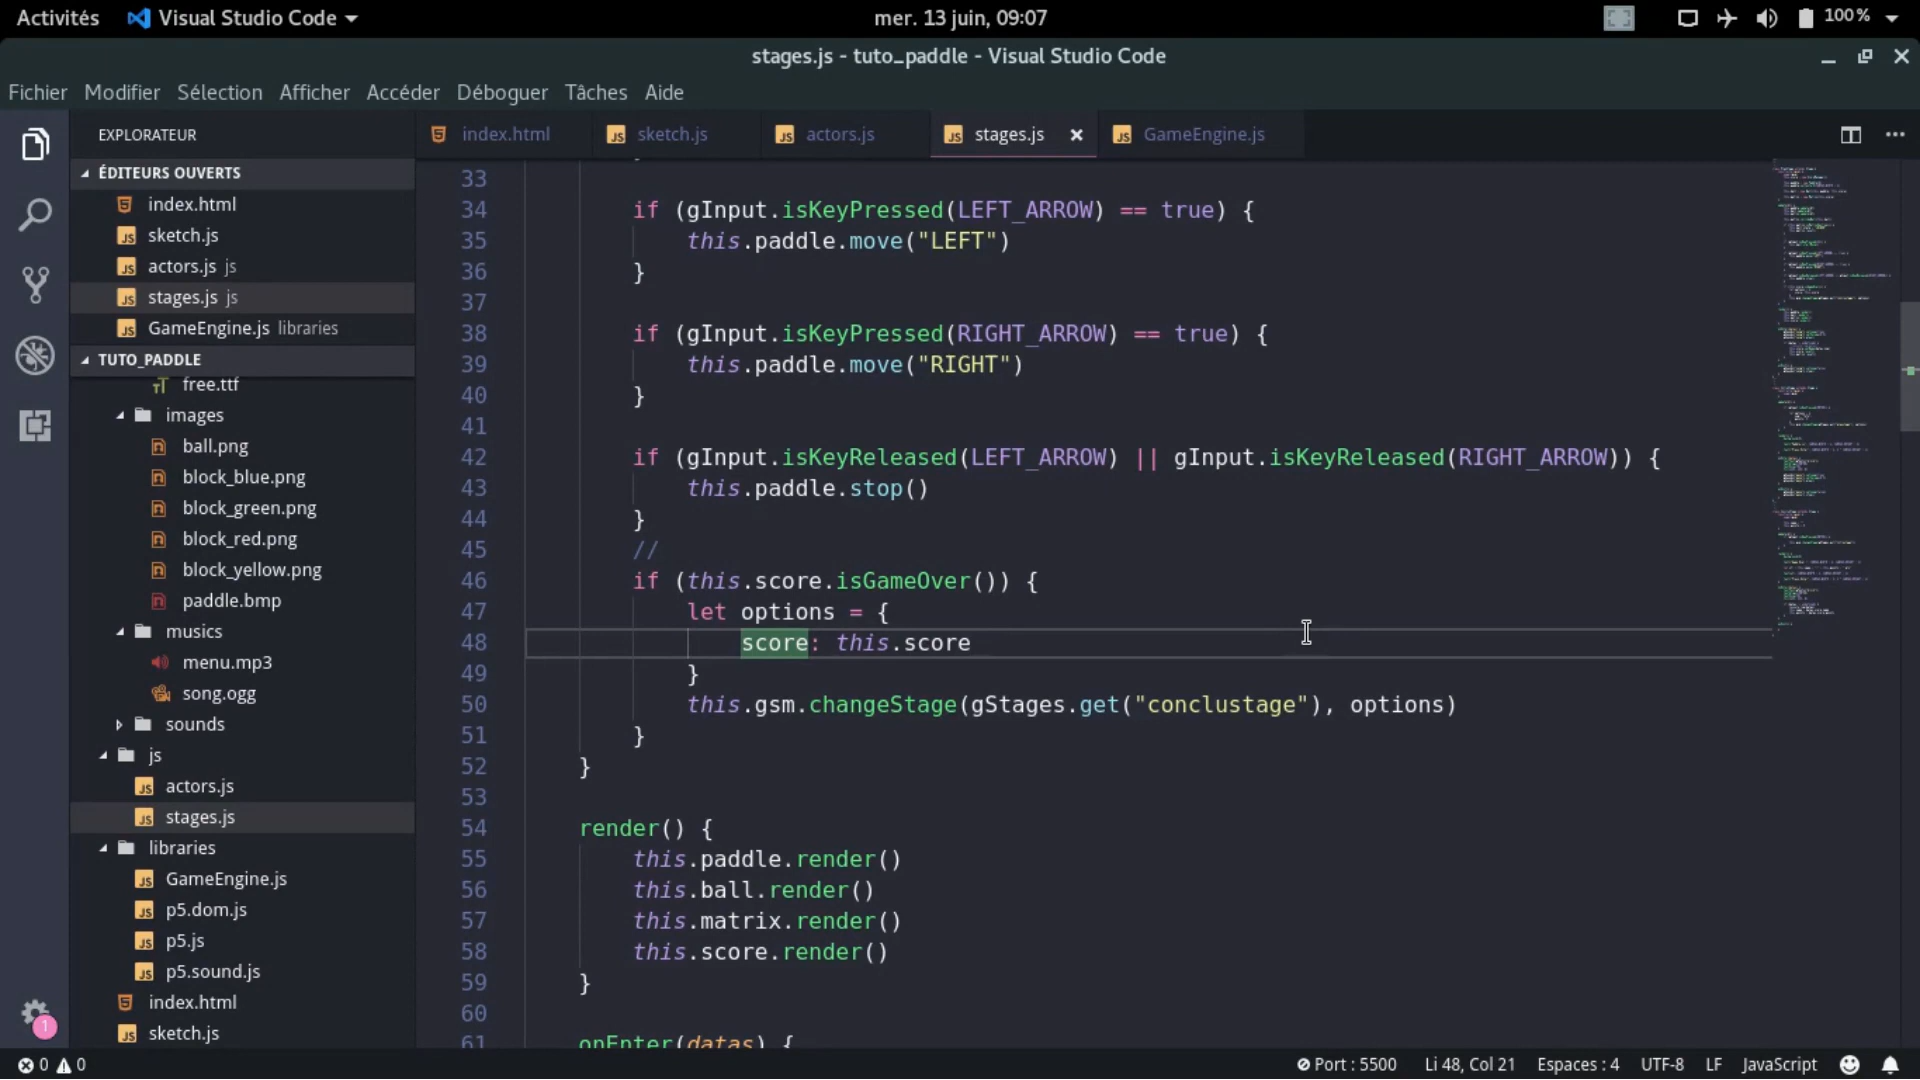 Activités Visual Studio Code mer. 13 juin, 09:07 100%
stages.js - tuto_paddle - Visual Studio Code
Fichier Modifier Sélection Afficher Accéder Déboguer Tâches Aide
EXPLORATEUR
index.html sketch.js actors.js stages.js GameEngine.js
ÉDITEURS OUVERTS
index.html
sketch.js
actors.js js
stages.js js
GameEngine.js libraries
TUTO_PADDLE
free.ttf
images
ball.png
block_blue.png
block_green.png
block_red.png
block_yellow.png
paddle.bmp
musics
menu.mp3
song.ogg
sounds
js
actors.js
stages.js
libraries
GameEngine.js
p5.dom.js
p5.js
p5.sound.js
index.html
sketch.js
1
33
34 if (gInput.isKeyPressed(LEFT_ARROW) == true) {
35 this.paddle.move("LEFT")
36 }
37
38 if (gInput.isKeyPressed(RIGHT_ARROW) == true) {
39 this.paddle.move("RIGHT")
40 }
41
42 if (gInput.isKeyReleased(LEFT_ARROW) || gInput.isKeyReleased(RIGHT_ARROW)) {
43 this.paddle.stop()
44 }
45 //
46 if (this.score.isGameOver()) {
47 let options = {
48 score: this.score
49 }
50 this.gsm.changeStage(gStages.get("conclustage"), options)
51 }
52 }
53
54 render() {
55 this.paddle.render()
56 this.ball.render()
57 this.matrix.render()
58 this.score.render()
59 }
60
61 onEnter(datas) {
0 0 Port : 5500 Li 48, Col 21 Espaces : 4 UTF-8 LF JavaScript